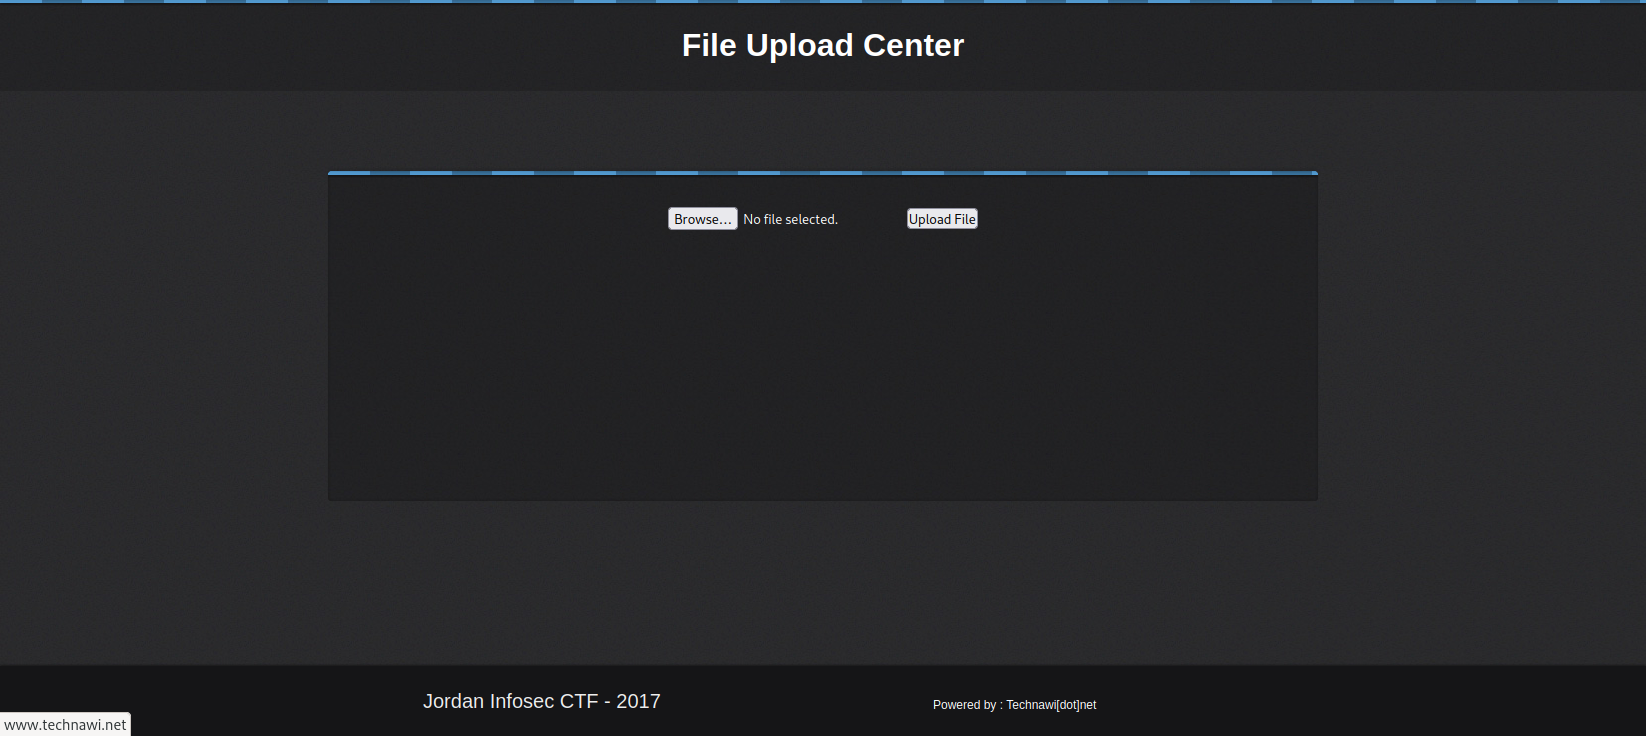 File Upload Center
Browse... No file selected. Upload File
Jordan Infosec CTF - 2017
Powered by : Technawi[dot]net
www.technawi.net